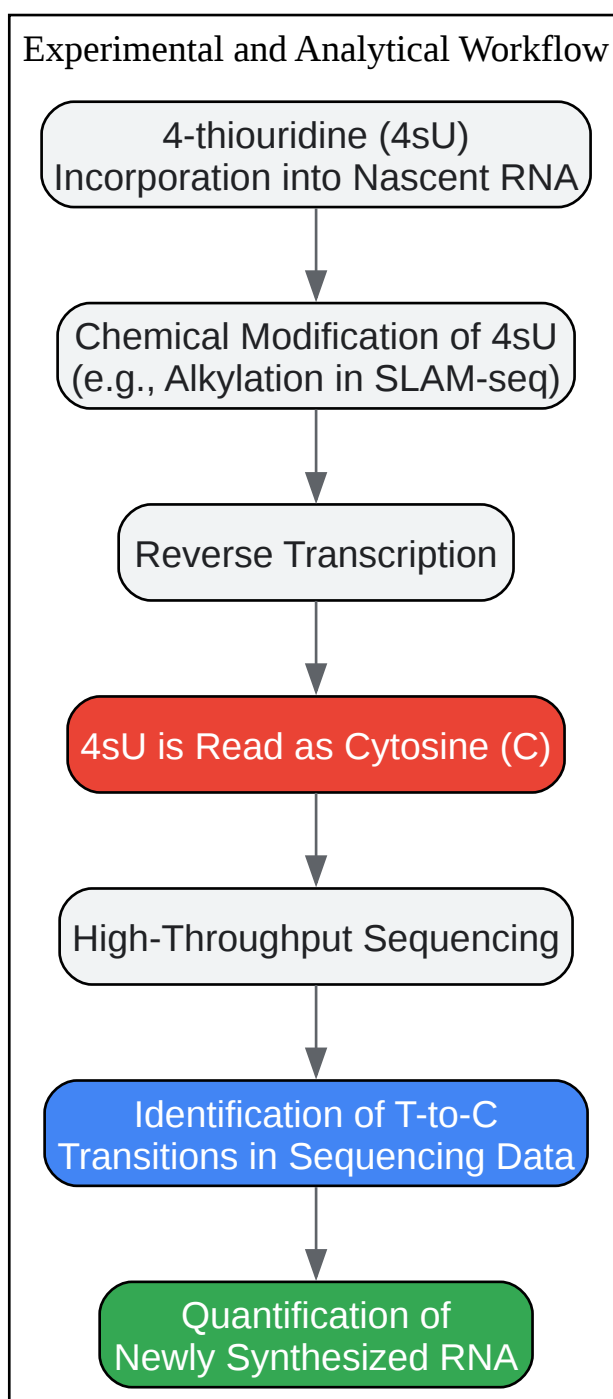 Experimental and Analytical Workflow
4-thiouridine (4sU)
Incorporation into Nascent RNA
Chemical Modification of 4sU
(e.g., Alkylation in SLAM-seq)
Reverse Transcription
4sU is Read as Cytosine (C)
High-Throughput Sequencing
Identification of T-to-C
Transitions in Sequencing Data
Quantification of
Newly Synthesized RNA